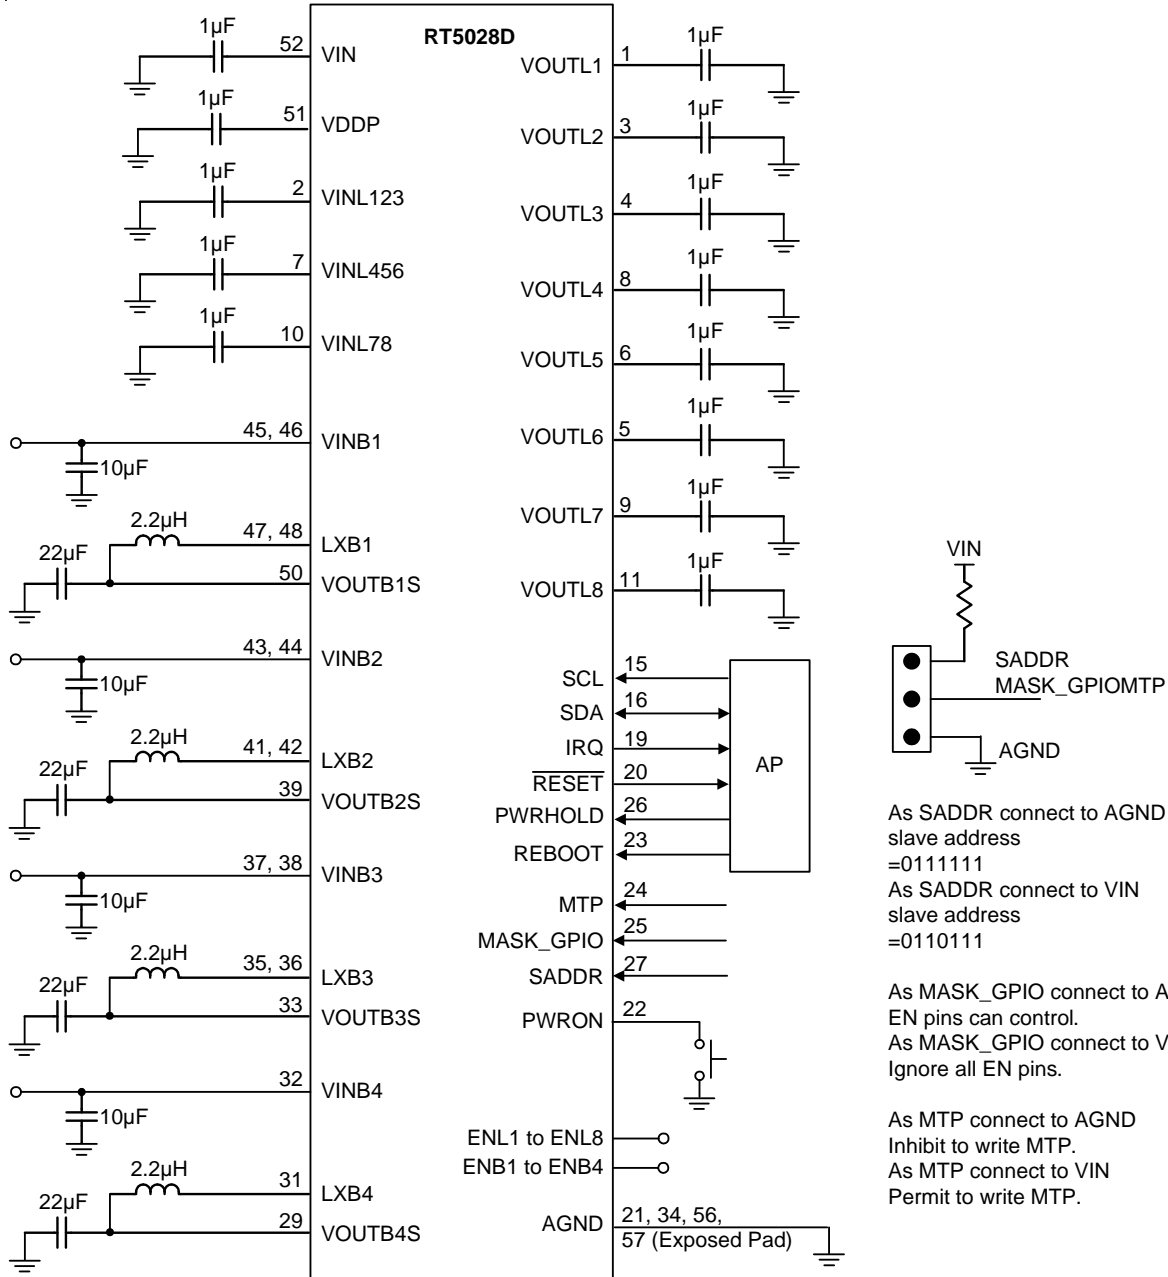 RT5028D
1µF
52
VIN
1µF
51
VDDP
1µF
2
VINL123
1µF
7
VINL456
1µF
10
VINL78
45, 46
VINB1
10µF
2.2µH
47, 48
LXB1
22µF
50
VOUTB1S
43, 44
VINB2
10µF
2.2µH
41, 42
LXB2
22µF
39
VOUTB2S
37, 38
VINB3
10µF
2.2µH
35, 36
LXB3
22µF
33
VOUTB3S
32
VINB4
10µF
2.2µH
31
LXB4
22µF
29
VOUTB4S
VOUTL1
1
1µF
VOUTL2
3
1µF
VOUTL3
4
1µF
VOUTL4
8
1µF
VOUTL5
6
1µF
VOUTL6
5
1µF
VOUTL7
9
1µF
VOUTL8
11
1µF
SCL
15
SDA
16
IRQ
19
RESET
20
PWRHOLD
26
REBOOT
23
AP
MTP
24
MASK_GPIO
25
SADDR
27
PWRON
22
ENL1 to ENL8
ENB1 to ENB4
AGND
21, 34, 56,
57 (Exposed Pad)
VIN
SADDR
MASK_GPIOMTP
AGND
As SADDR connect to AGND
slave address
=0111111
As SADDR connect to VIN
slave address
=0110111
As MASK_GPIO connect to A
EN pins can control.
As MASK_GPIO connect to V
Ignore all EN pins.
As MTP connect to AGND
Inhibit to write MTP.
As MTP connect to VIN
Permit to write MTP.